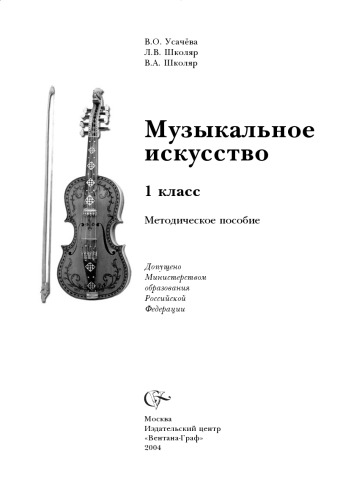 В.О. Усачёва
Л.В. Школяр
В.А. Школяр
Музыкальное
искусство
1 класс
Методическое пособие
Допущено
Министерством
образования
Российской
Федерации
Москва
Издательский центр
«Вентана-Граф»
2004